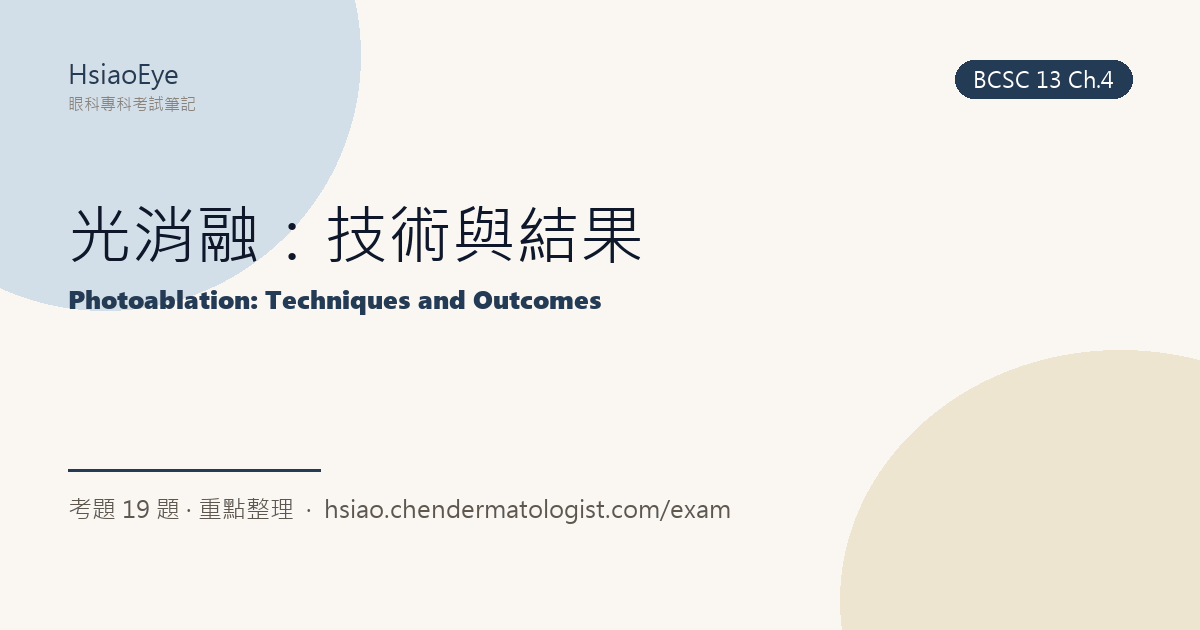 HsiaoEye
眼科專科考試筆記
BCSC 13 Ch.4
光消融：技術與結果
Photoablation: Techniques and Outcomes
考題 19 題 · 重點整理 · hsiao.chendermatologist.com/exam